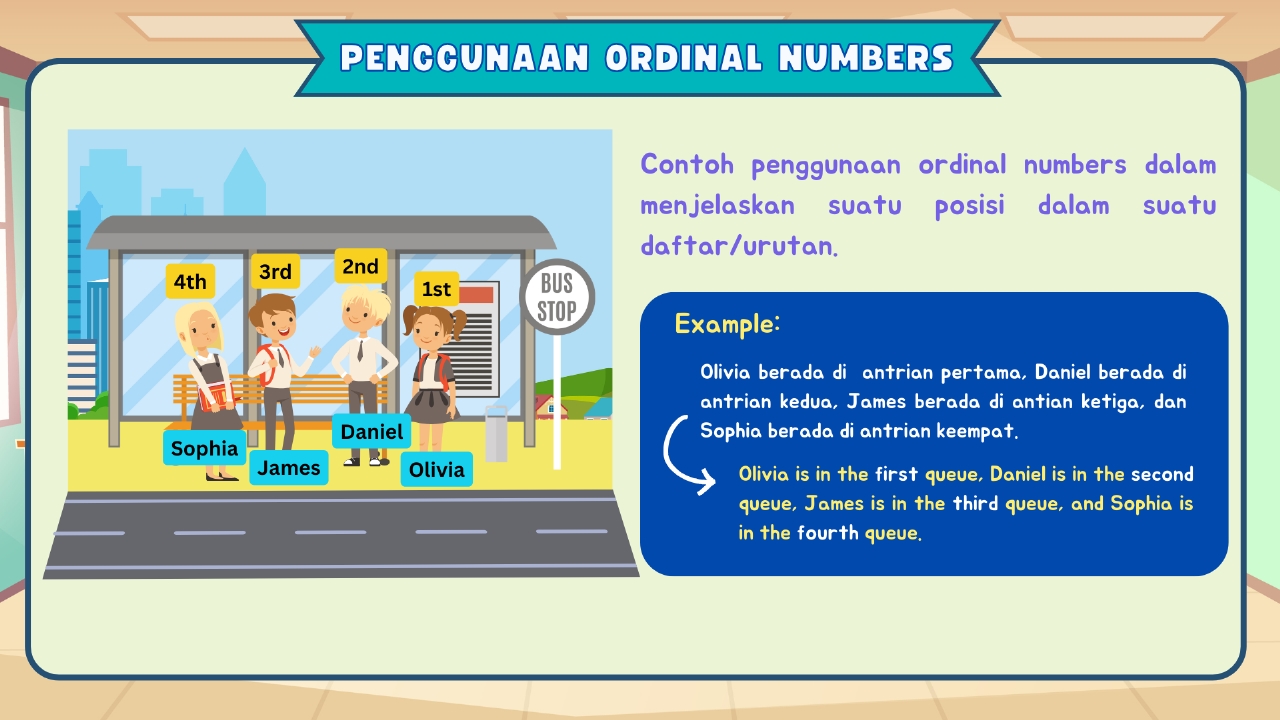 PENGGUNAAN ORDINAL NUMBERS
Contoh penggunaan ordinal numbers dalam
menjelaskan suatu posisi dalam suatu
daftar/urutan.
4th
3rd
2nd
1st
BUS
STOP
Sophia
James
Daniel
Olivia
Example:
Olivia berada di antrian pertama, Daniel berada di
antrian kedua, James berada di antian ketiga, dan
Sophia berada di antrian keempat.
Olivia is in the first queue, Daniel is in the second
queue, James is in the third queue, and Sophia is
in the fourth queue.